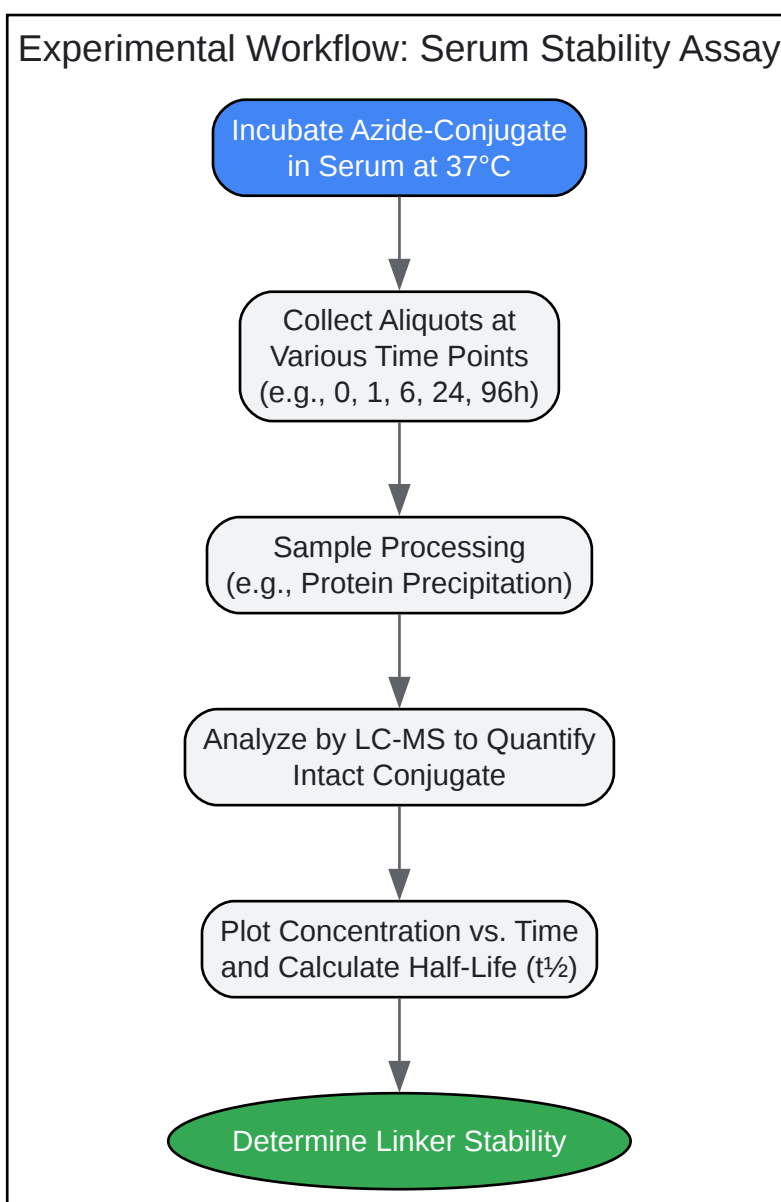 Experimental Workflow: Serum Stability Assay
Incubate Azide-Conjugate
in Serum at 37°C
Collect Aliquots at
Various Time Points
(e.g., 0, 1, 6, 24, 96h)
Sample Processing
(e.g., Protein Precipitation)
Analyze by LC-MS to Quantify
Intact Conjugate
Plot Concentration vs. Time
and Calculate Half-Life (t½)
Determine Linker Stability